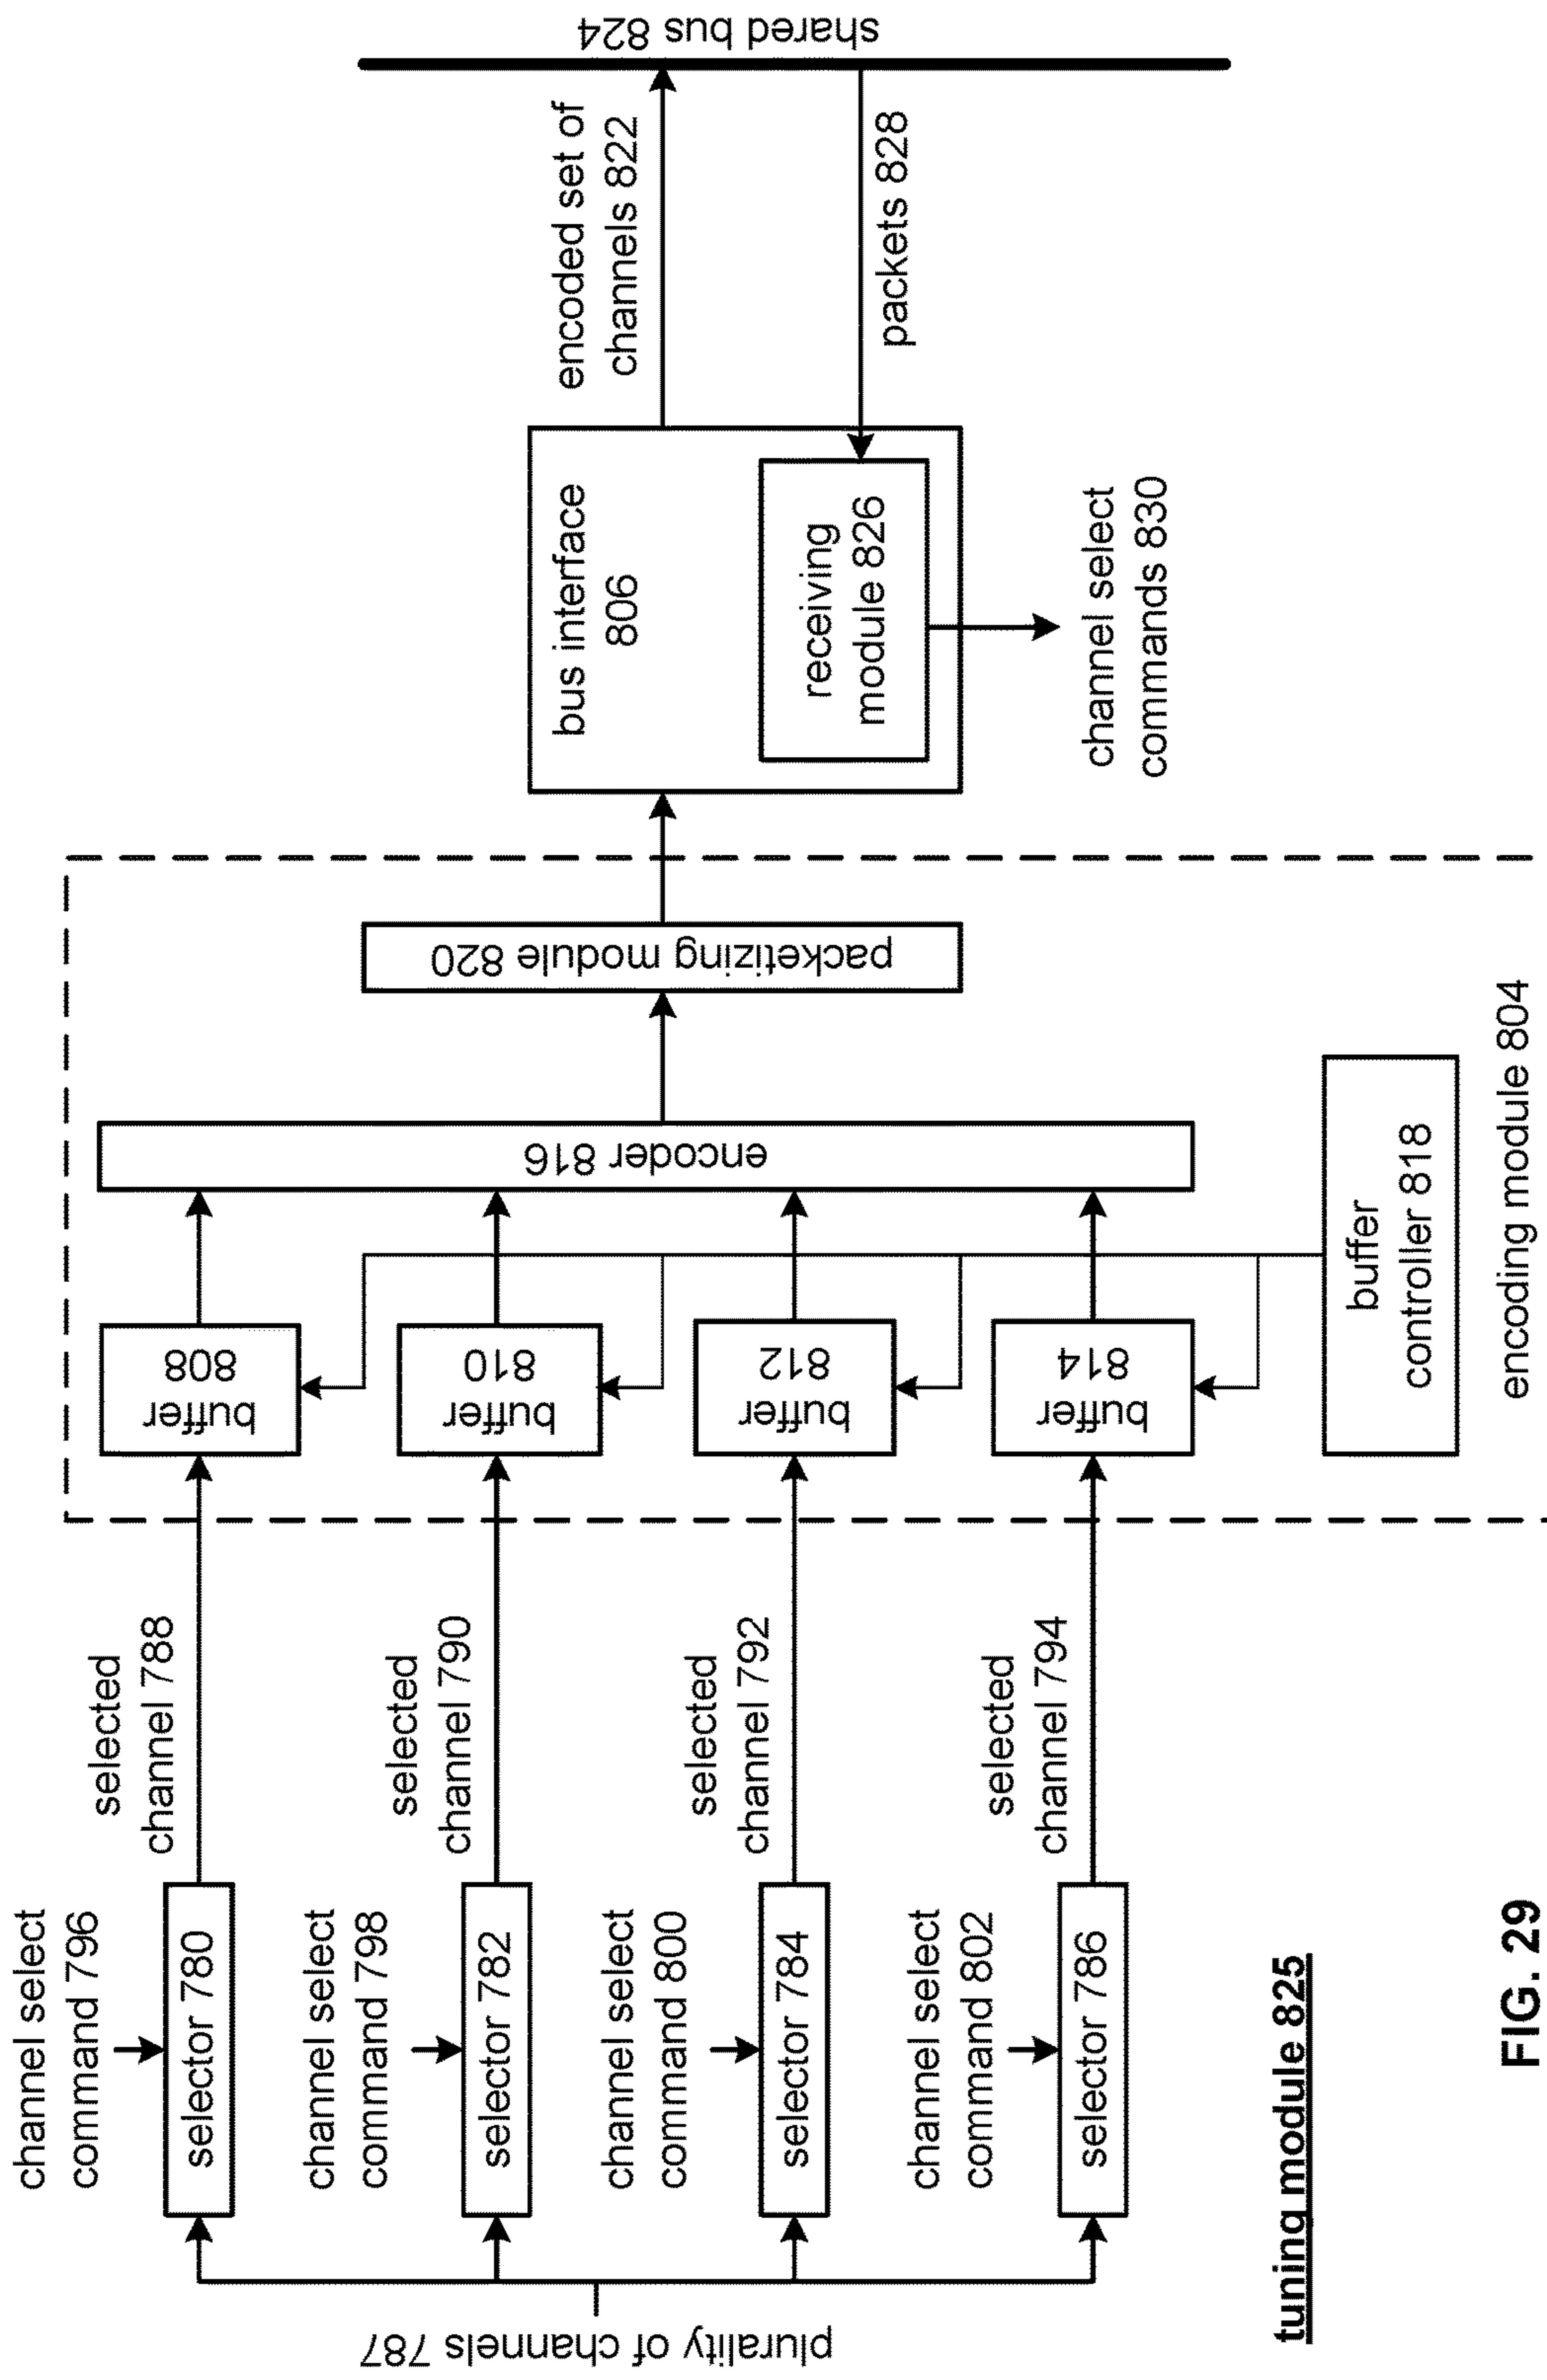 channel select
command 796
selector 780
selected
channel 788
buffer
808
channel select
command 798
selector 782
selected
channel 790
buffer
810
channel select
command 800
selector 784
selected
channel 792
buffer
812
channel select
command 802
selector 786
selected
channel 794
buffer
814
plurality of channels 787
encoder 816
packetizing module 820
buffer
controller 818
encoding module 804
bus interface
806
receiving
module 826
channel select
commands 830
encoded set of
channels 822
packets 828
shared bus 824
tuning module 825
FIG. 29